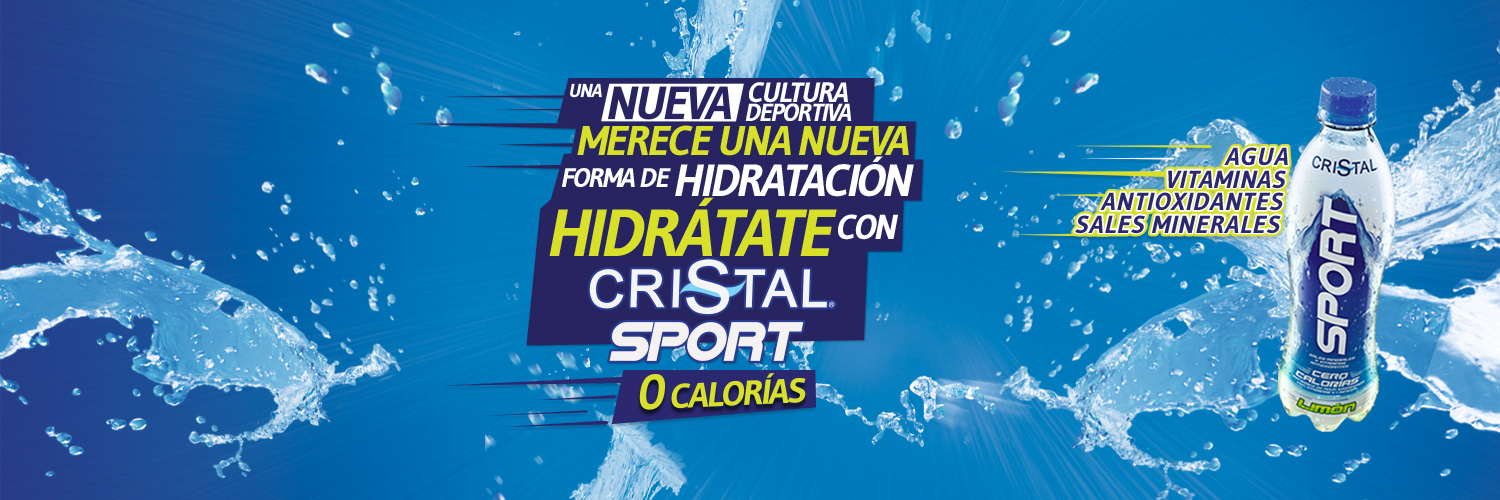 UNA NUEVA CULTURA DEPORTIVA
MERECE UNA NUEVA
FORMA DE HIDRATACIÓN
HIDRÁTATE CON
CRISTAL®
SPORT
0 CALORÍAS
AGUA
VITAMINAS
ANTIOXIDANTES
SALES MINERALES
CRISTAL
SPORT
CERO
CALORÍAS
LIMÓN